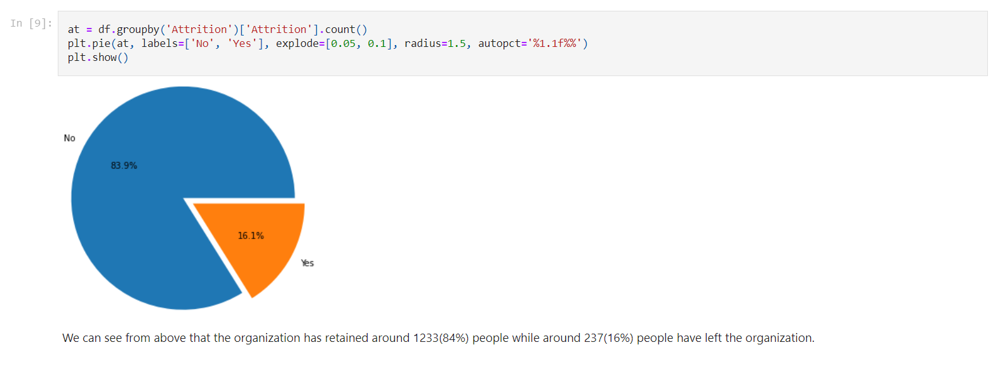 In [9]:
at = df.groupby('Attrition')['Attrition'].count()
plt.pie(at, labels=['No', 'Yes'], explode=[0.05, 0.1], radius=1.5, autopct='%1.1f%%')
plt.show()
No
83.9%
16.1%
Yes
We can see from above that the organization has retained around 1233(84%) people while around 237(16%) people have left the organization.